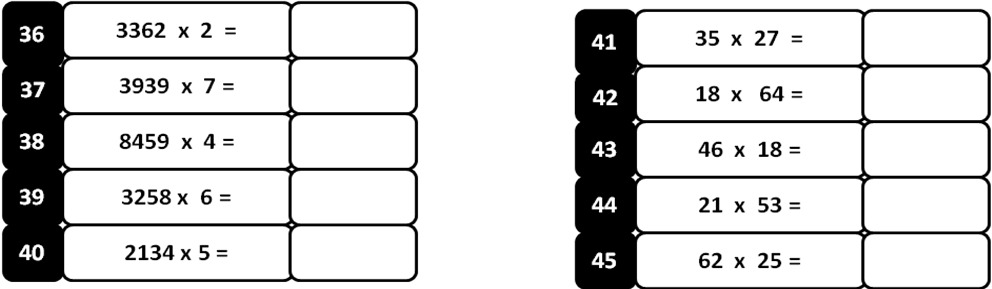 36 3362 x 2 =
37 3939 x 7 =
38 8459 x 4 =
39 3258 x 6 =
40 2134 x 5 =
41 35 x 27 =
42 18 x 64 =
43 46 x 18 =
44 21 x 53 =
45 62 x 25 =